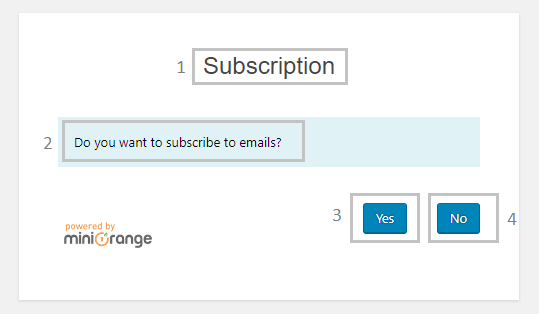 1 Subscription
2 Do you want to subscribe to emails?
3 Yes No 4
powered by
miniOrange